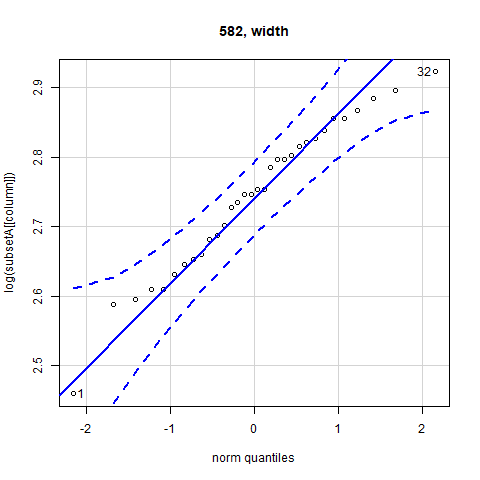 582, width
2.9
2.8
2.7
2.6
2.5
log(subsetA[[column]])
32
1
-2 -1 0 1 2
norm quantiles